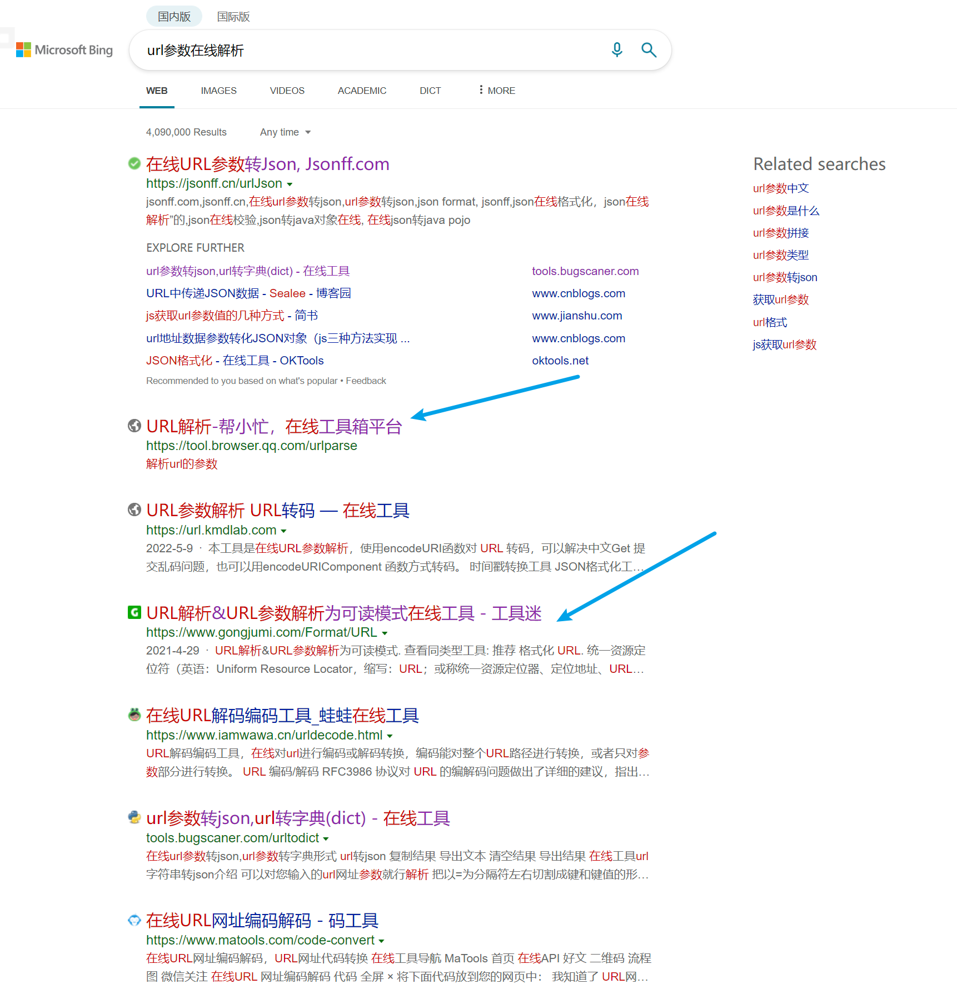 国内版 国际版
Microsoft Bing
url参数在线解析
WEB IMAGES VIDEOS ACADEMIC DICT MORE
4,090,000 Results Any time
在线URL参数转Json, Jsonff.com
https://jsonff.cn/urlJson
jsonff.com,jsonff.cn,在线url参数转json,url参数转json,json format, jsonff,json在线格式化，json在线
解析”的,json在线校验,json转java对象在线, 在线json转java pojo
EXPLORE FURTHER
url参数转json,url转字典(dict) - 在线工具 tools.bugscaner.com
URL中传递JSON数据 - Sealee - 博客园 www.cnblogs.com
js获取url参数值的几种方式 - 简书 www.jianshu.com
url地址数据参数转化JSON对象（js三种方法实现 ... www.cnblogs.com
JSON格式化 - 在线工具 - OKTools oktools.net
Recommended to you based on what's popular • Feedback
URL解析-帮小忙，在线工具箱平台
https://tool.browser.qq.com/urlparse
解析url的参数
URL参数解析 URL转码 — 在线工具
https://url.kmdlab.com
2022-5-9 · 本工具是在线URL参数解析，使用encodeURI函数对 URL 转码，可以解决中文Get 提
交乱码问题，也可以用encodeURIComponent 函数方式转码。 时间戳转换工具 JSON格式化工…
URL解析&URL参数解析为可读模式在线工具 - 工具迷
https://www.gongjumi.com/Format/URL
2021-4-29 · URL解析&URL参数解析为可读模式. 查看同类型工具: 推荐 格式化 URL. 统一资源定
位符（英语：Uniform Resource Locator，缩写：URL；或称统一资源定位器、定位地址、URL…
在线URL解码编码工具_蛙蛙在线工具
https://www.iamwawa.cn/urldecode.html
URL解码编码工具，在线对url进行编码或解码转换，编码能对整个URL路径进行转换，或者只对参
数部分进行转换。 URL 编码/解码 RFC3986 协议对 URL 的编解码问题做出了详细的建议，指出…
url参数转json,url转字典(dict) - 在线工具
tools.bugscaner.com/urltodict
在线url参数转json,url参数转字典形式 url转json 复制结果 导出文本 清空结果 导出结果 在线工具url
字符串转json介绍 可以对您输入的url网址参数就行解析 把以=为分隔符左右切割成键和键值的形…
在线URL网址编码解码 - 码工具
https://www.matools.com/code-convert
在线URL网址编码解码，URL网址代码转换 在线工具导航 MaTools 首页 在线API 好文 二维码 流程
图 微信关注 在线URL 网址编码解码 代码 全屏 × 将下面代码放到您的网页中： 我知道了 URL网…
Related searches
url参数中文
url参数是什么
url参数拼接
url参数类型
url参数转json
获取url参数
url格式
js获取url参数